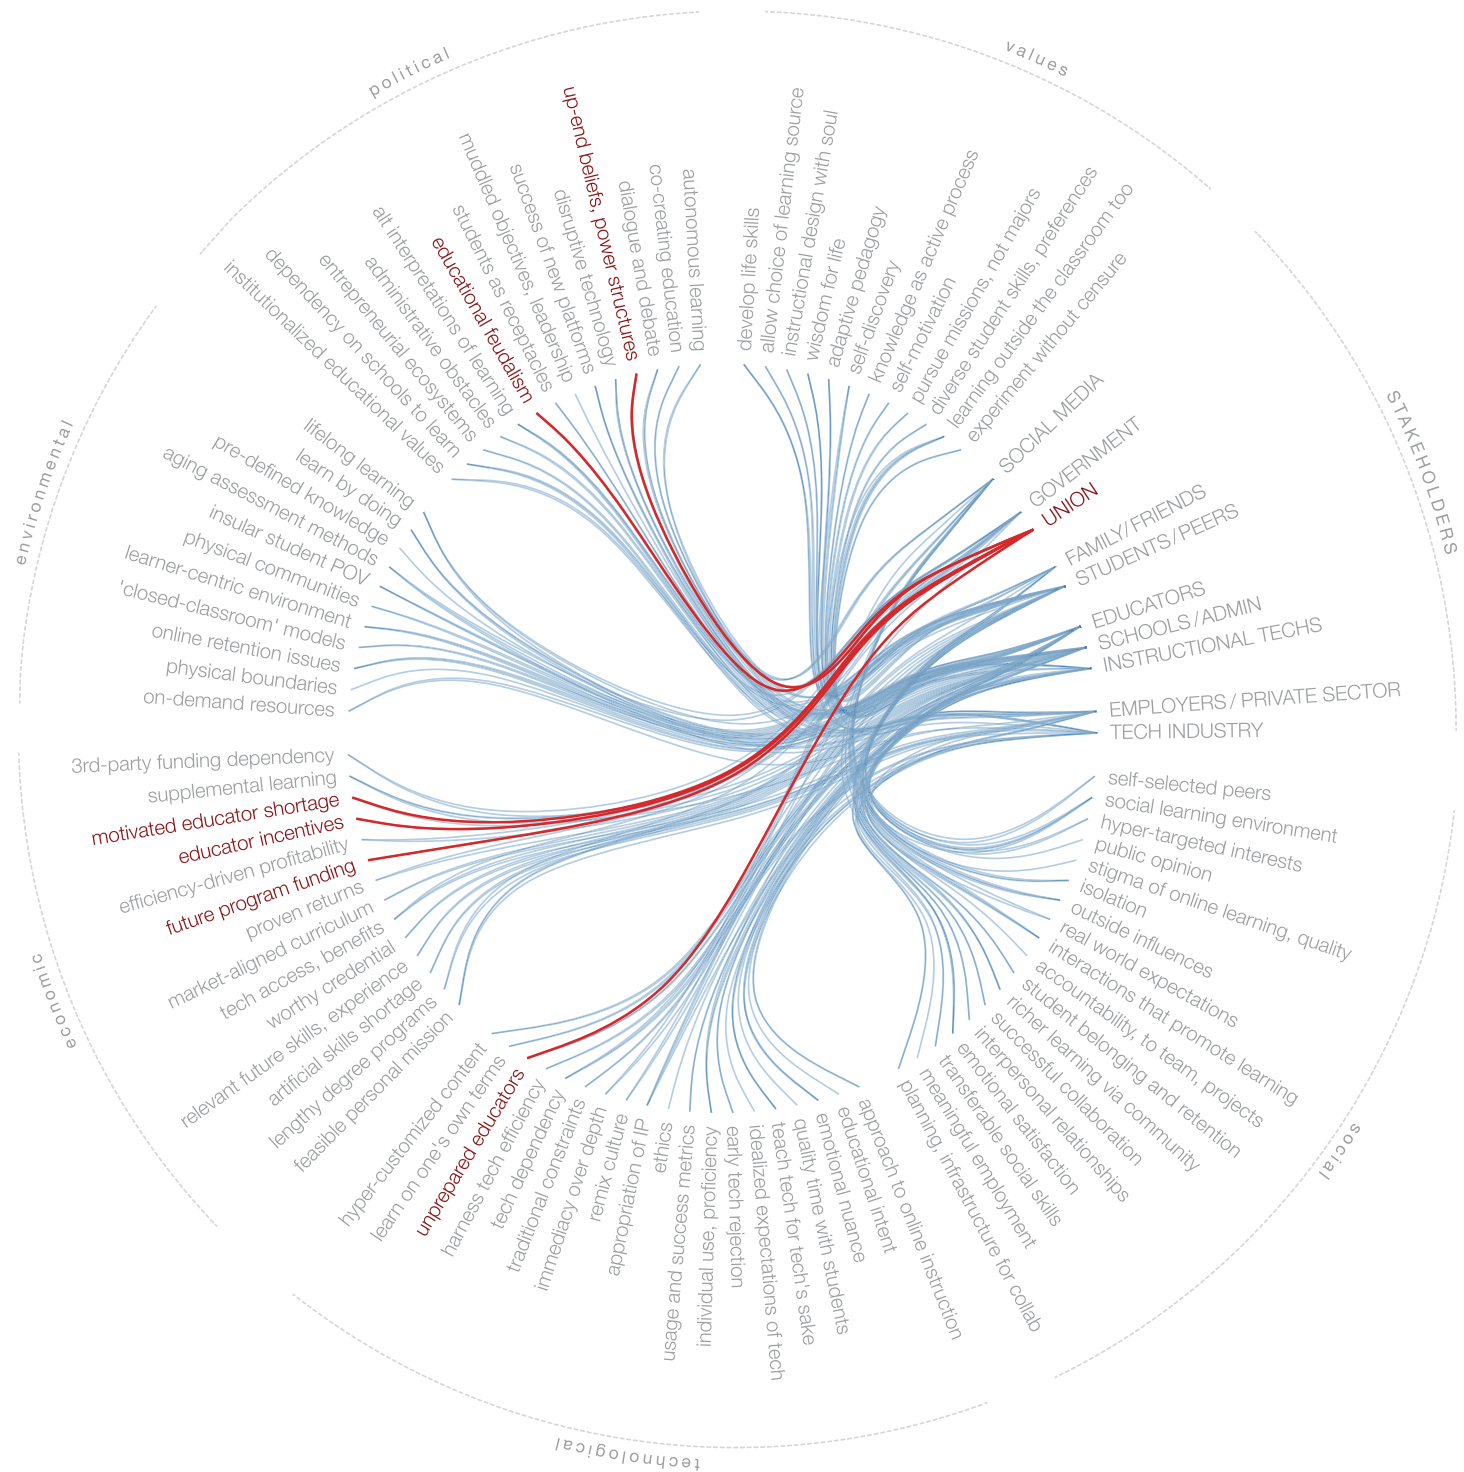 values
develop life skills
allow choice of learning source
instructional design with soul
wisdom for life
adaptive pedagogy
self-discovery
knowledge as active process
self-motivation
pursue missions, not majors
diverse student skills, preferences
learning outside the classroom too
experiment without censure
STAKEHOLDERS
SOCIAL MEDIA
GOVERNMENT
UNION
FAMILY/FRIENDS
STUDENTS/PEERS
EDUCATORS
SCHOOLS/ADMIN
INSTRUCTIONAL TECHS
EMPLOYERS / PRIVATE SECTOR
TECH INDUSTRY
social
self-selected peers
social learning environment
hyper-targeted interests
public opinion
stigma of online learning, quality
isolation
outside influences
real world expectations
interactions that promote learning
accountability, to team, projects
student belonging and retention
richer learning via community
successful collaboration
interpersonal relationships
emotional satisfaction
transferable social skills
meaningful employment
planning, infrastructure for collab
technological
approach to online instruction
educational intent
emotional nuance
quality time with students
teach tech for tech's sake
idealized expectations of tech
early tech rejection
individual use, proficiency
usage and success metrics
ethics
appropriation of IP
remix culture
immediacy over depth
traditional constraints
tech dependency
harness tech efficiency
unprepared educators
learn on one's own terms
hyper-customized content
economic
feasible personal mission
lengthy degree programs
artificial skills shortage
relevant future skills, experience
worthy credential
tech access, benefits
market-aligned curriculum
proven returns
future program funding
efficiency-driven profitability
educator incentives
motivated educator shortage
supplemental learning
3rd-party funding dependency
environmental
on-demand resources
physical boundaries
online retention issues
'closed-classroom' models
learner-centric environment
physical communities
insular student POV
aging assessment methods
pre-defined knowledge
learn by doing
lifelong learning
political
institutionalized educational values
dependency on schools to learn
entrepreneurial ecosystems
administrative obstacles
alt interpretations of learning
educational feudalism
students as receptacles
muddled objectives, leadership
success of new platforms
disruptive technology
up-end beliefs, power structures
dialogue and debate
co-creating education
autonomous learning